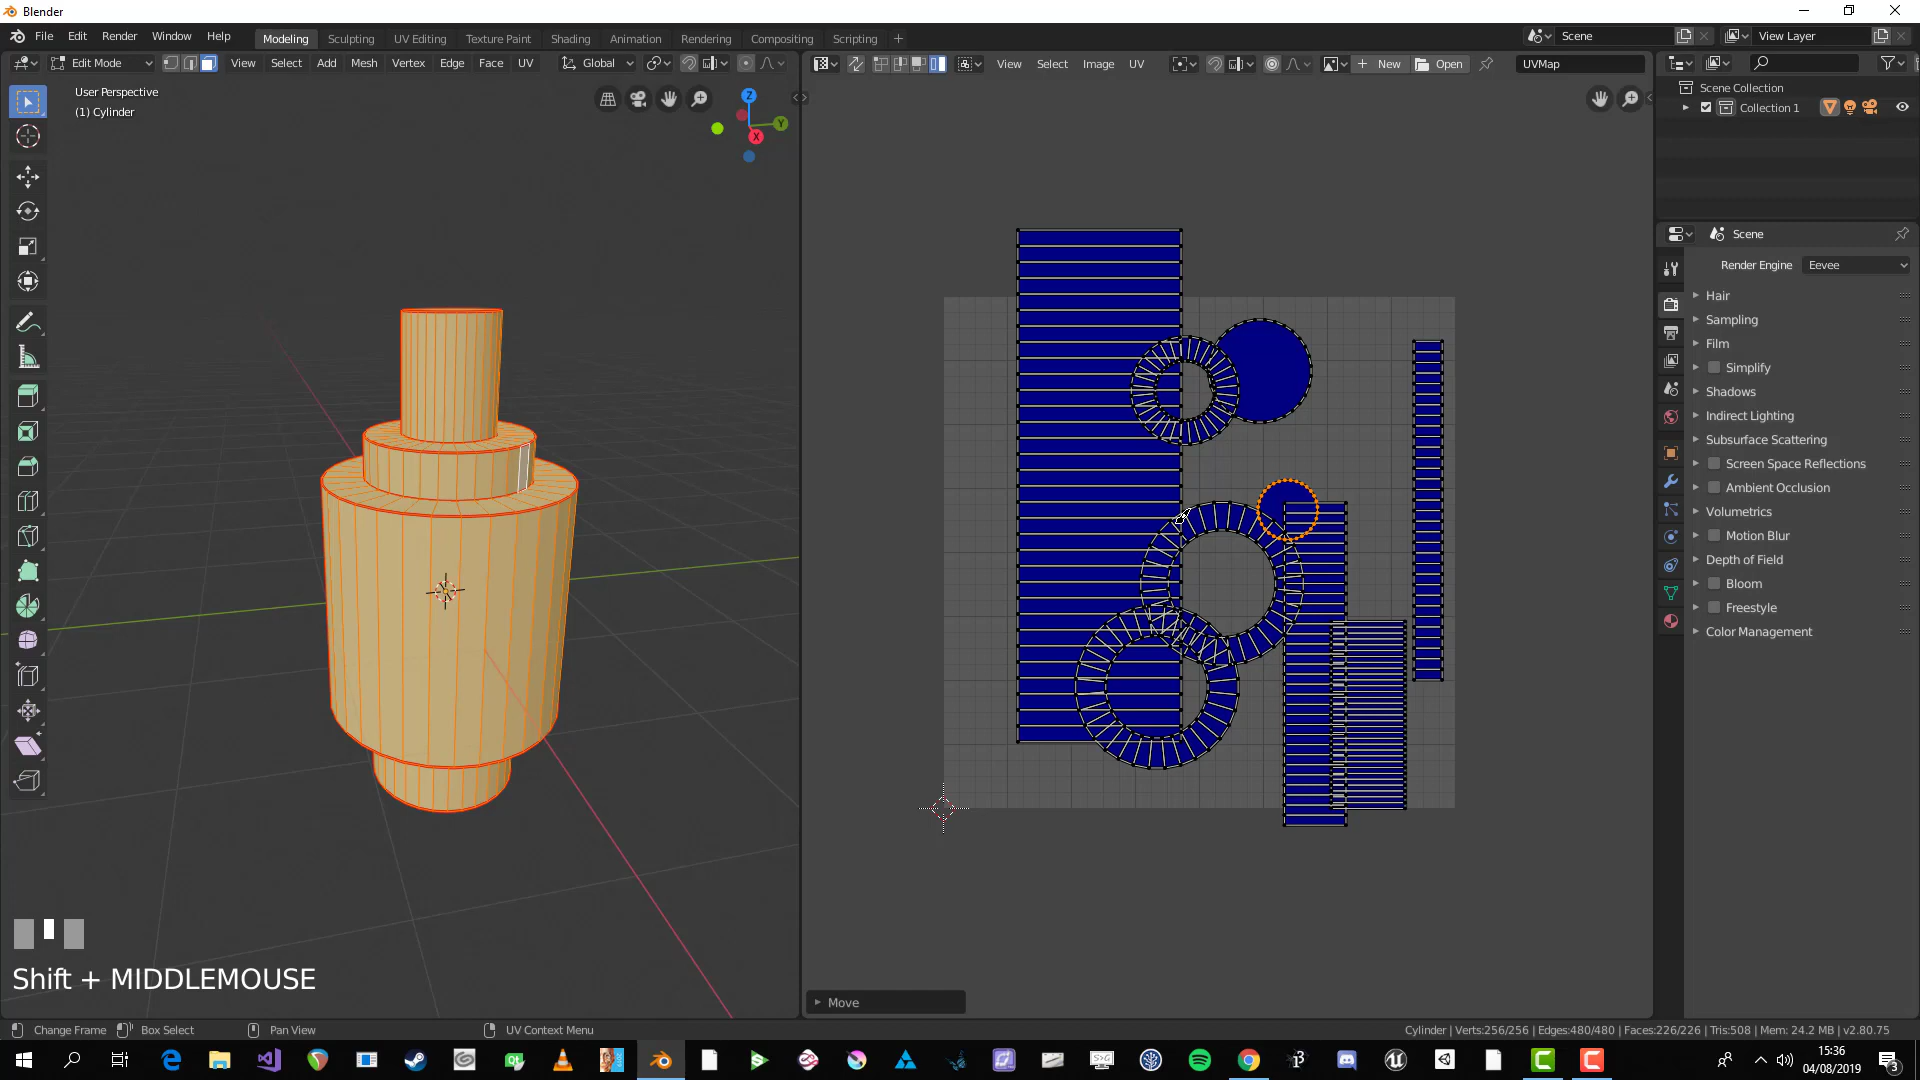 Blender
File Edit Render Window Help
Modeling Sculpting UV Editing Texture Paint Shading Animation Rendering Compositing Scripting +
Scene
View Layer
Edit Mode View Select Add Mesh Vertex Edge Face UV Global
View Select Image UV New Open UVMap
User Perspective
(1) Cylinder
Z
Y
X
Scene Collection
Collection 1
Scene
Render Engine Eevee
Hair
Sampling
Film
Simplify
Shadows
Indirect Lighting
Subsurface Scattering
Screen Space Reflections
Ambient Occlusion
Volumetrics
Motion Blur
Depth of Field
Bloom
Freestyle
Color Management
Shift + MIDDLEMOUSE
Move
Change Frame Box Select Pan View UV Context Menu
Cylinder | Verts:256/256 | Edges:480/480 | Faces:226/226 | Tris:508 | Mem: 24.2 MB | v2.80.75
15:36
04/08/2019
3